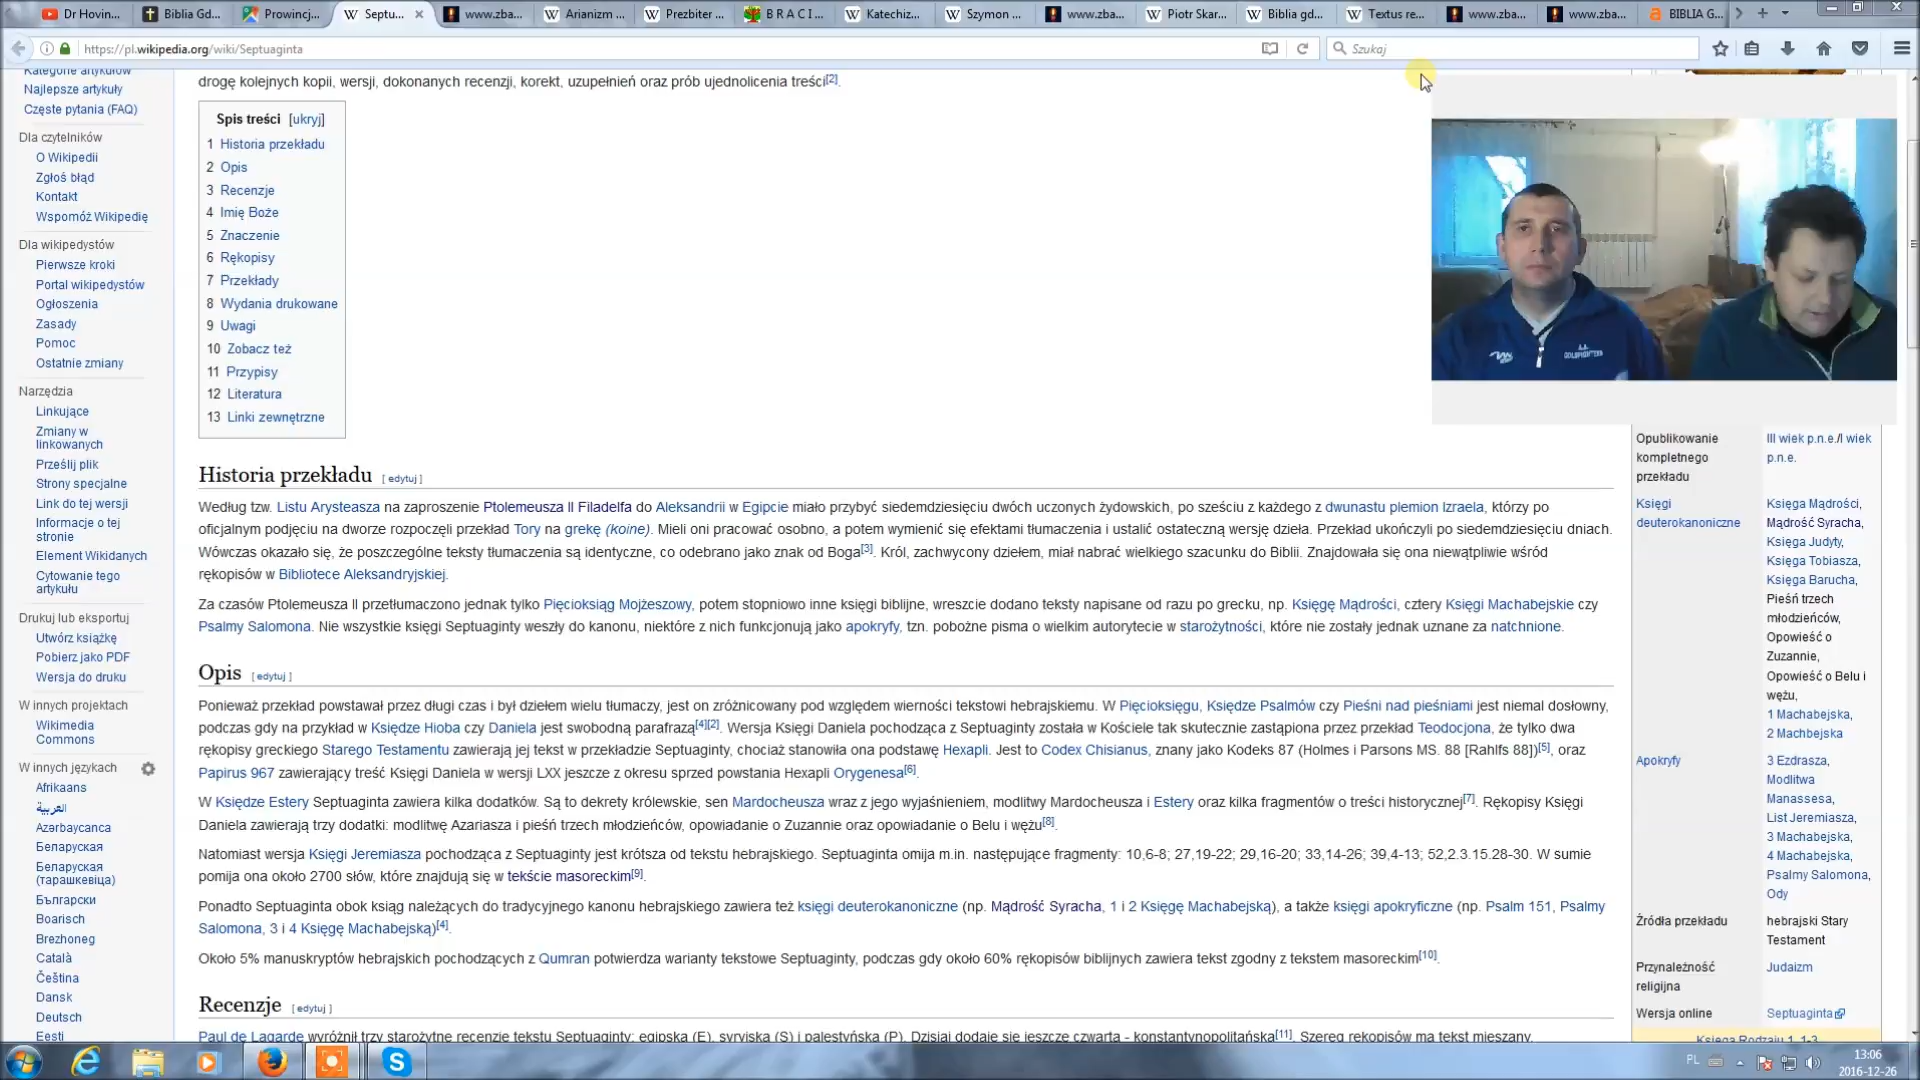 Dr Hovin...
Biblia Gd...
Prowincj...
Septu...
www.zba...
Arianizm ...
Prezbiter ...
B R A C I ...
Katechiz...
Szymon ...
www.zba...
Piotr Skar...
Biblia gd...
Textus re...
www.zba...
www.zba...
BIBLIA G...
https://pl.wikipedia.org/wiki/Septuaginta
Szukaj
Kategorie artykułów
Najlepsze artykuły
Częste pytania (FAQ)
Dla czytelników
O Wikipedii
Zgłoś błąd
Kontakt
Wspomóż Wikipedię
Dla wikipedystów
Pierwsze kroki
Portal wikipedystów
Ogłoszenia
Zasady
Pomoc
Ostatnie zmiany
Narzędzia
Linkujące
Zmiany w
linkowanych
Prześlij plik
Strony specjalne
Link do tej wersji
Informacje o tej
stronie
Element Wikidanych
Cytowanie tego
artykułu
Drukuj lub eksportuj
Utwórz książkę
Pobierz jako PDF
Wersja do druku
W innych projektach
Wikimedia
Commons
W innych językach
Afrikaans
العربية
Azərbaycanca
Беларуская
Беларуская
(тарашкевіца)
Български
Boarisch
Brezhoneg
Català
Čeština
Dansk
Deutsch
Eesti
drogę kolejnych kopii, wersji, dokonanych recenzji, korekt, uzupełnień oraz prób ujednolicenia treści[2].
Spis treści [ukryj]
1 Historia przekładu
2 Opis
3 Recenzje
4 Imię Boże
5 Znaczenie
6 Rękopisy
7 Przekłady
8 Wydania drukowane
9 Uwagi
10 Zobacz też
11 Przypisy
12 Literatura
13 Linki zewnętrzne
Historia przekładu [ edytuj ]
Według tzw. Listu Arysteasza na zaproszenie Ptolemeusza II Filadelfa do Aleksandrii w Egipcie miało przybyć siedemdziesięciu dwóch uczonych żydowskich, po sześciu z każdego z dwunastu plemion Izraela, którzy po
oficjalnym podjęciu na dworze rozpoczęli przekład Tory na grekę (koine). Mieli oni pracować osobno, a potem wymienić się efektami tłumaczenia i ustalić ostateczną wersję dzieła. Przekład ukończyli po siedemdziesięciu dniach.
Wówczas okazało się, że poszczególne teksty tłumaczenia są identyczne, co odebrano jako znak od Boga[3]. Król, zachwycony dziełem, miał nabrać wielkiego szacunku do Biblii. Znajdowała się ona niewątpliwie wśród
rękopisów w Bibliotece Aleksandryjskiej.
Za czasów Ptolemeusza II przetłumaczono jednak tylko Pięcioksiąg Mojżeszowy, potem stopniowo inne księgi biblijne, wreszcie dodano teksty napisane od razu po grecku, np. Księgę Mądrości, cztery Księgi Machabejskie czy
Psalmy Salomona. Nie wszystkie księgi Septuaginty weszły do kanonu, niektóre z nich funkcjonują jako apokryfy, tzn. pobożne pisma o wielkim autorytecie w starożytności, które nie zostały jednak uznane za natchnione.
Opis [ edytuj ]
Ponieważ przekład powstawał przez długi czas i był dziełem wielu tłumaczy, jest on zróżnicowany pod względem wierności tekstowi hebrajskiemu. W Pięcioksięgu, Księdze Psalmów czy Pieśni nad pieśniami jest niemal dosłowny,
podczas gdy na przykład w Księdze Hioba czy Daniela jest swobodną parafrazą[4][2]. Wersja Księgi Daniela pochodząca z Septuaginty została w Kościele tak skutecznie zastąpiona przez przekład Teodocjona, że tylko dwa
rękopisy greckiego Starego Testamentu zawierają jej tekst w przekładzie Septuaginty, chociaż stanowiła ona podstawę Hexapli. Jest to Codex Chisianus, znany jako Kodeks 87 (Holmes i Parsons MS. 88 [Rahlfs 88])[5], oraz
Papirus 967 zawierający treść Księgi Daniela w wersji LXX jeszcze z okresu sprzed powstania Hexapli Orygenesa[6].
W Księdze Estery Septuaginta zawiera kilka dodatków. Są to dekrety królewskie, sen Mardocheusza wraz z jego wyjaśnieniem, modlitwy Mardocheusza i Estery oraz kilka fragmentów o treści historycznej[7]. Rękopisy Księgi
Daniela zawierają trzy dodatki: modlitwę Azariasza i pieśń trzech młodzieńców, opowiadanie o Zuzannie oraz opowiadanie o Belu i wężu[8].
Natomiast wersja Księgi Jeremiasza pochodząca z Septuaginty jest krótsza od tekstu hebrajskiego. Septuaginta omija m.in. następujące fragmenty: 10,6-8; 27,19-22; 29,16-20; 33,14-26; 39,4-13; 52,2.3.15.28-30. W sumie
pomija ona około 2700 słów, które znajdują się w tekście masoreckim[9].
Ponadto Septuaginta obok ksiąg należących do tradycyjnego kanonu hebrajskiego zawiera też księgi deuterokanoniczne (np. Mądrość Syracha, 1 i 2 Księgę Machabejską), a także księgi apokryficzne (np. Psalm 151, Psalmy
Salomona, 3 i 4 Księgę Machabejską)[4].
Około 5% manuskryptów hebrajskich pochodzących z Qumran potwierdza warianty tekstowe Septuaginty, podczas gdy około 60% rękopisów biblijnych zawiera tekst zgodny z tekstem masoreckim[10].
Recenzje [ edytuj ]
Paul de Lagarde wyróżnił trzy starożytne recenzje tekstu Septuaginty: egipską (E), syryjską (S) i palestyńską (P). Dzisiaj dodaje się jeszcze czwartą - konstantynopolitańską[11]. Szereg rękopisów ma tekst mieszany.
GOLDFIGHTER
Opublikowanie
kompletnego
przekładu
III wiek p.n.e./I wiek
p.n.e.
Księgi
deuterokanoniczne
Księga Mądrości,
Mądrość Syracha,
Księga Judyty,
Księga Tobiasza,
Księga Barucha,
Pieśń trzech
młodzieńców,
Opowieść o
Zuzannie,
Opowieść o Belu i
wężu,
1 Machabejska,
2 Machbejska
Apokryfy
3 Ezdrasza,
Modlitwa
Manassesa,
List Jeremiasza,
3 Machabejska,
4 Machabejska,
Psalmy Salomona,
Ody
Źródła przekładu
hebrajski Stary
Testament
Przynależność
religijna
Judaizm
Wersja online
Septuaginta
Księga Rodzaju 1, 1-3
PL
13:06
2016-12-26